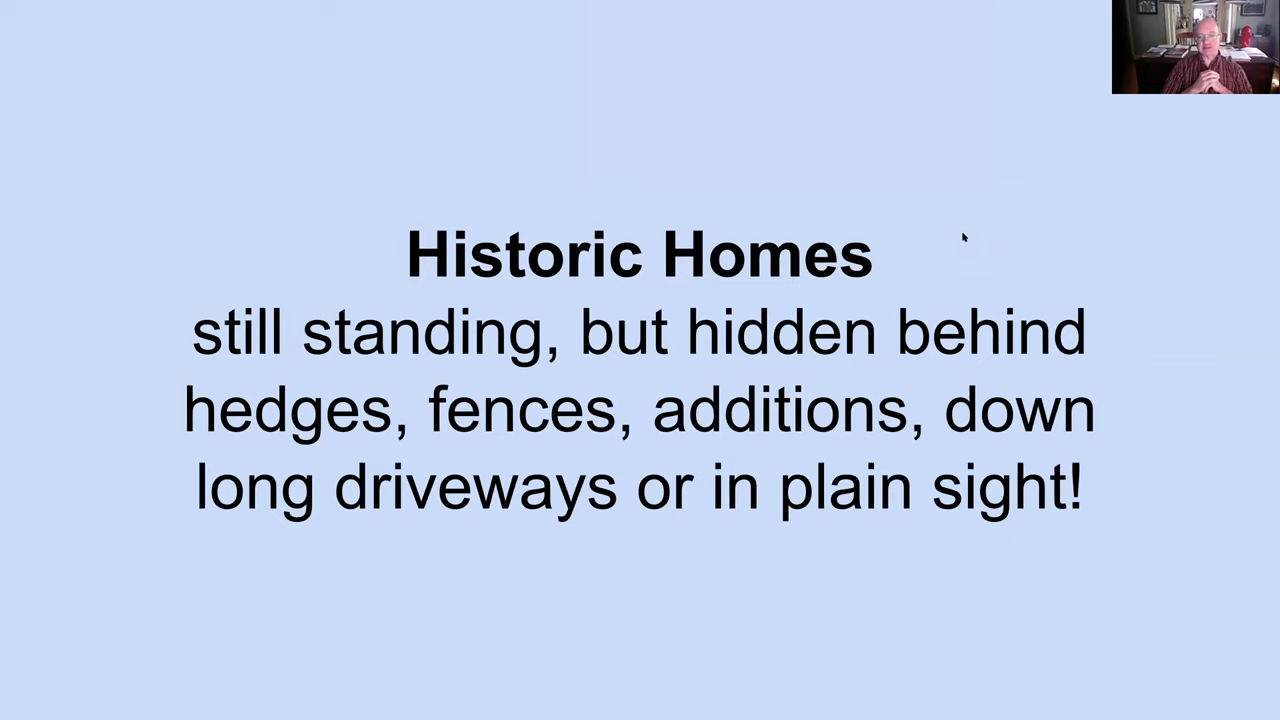 Historic Homes
still standing, but hidden behind
hedges, fences, additions, down
long driveways or in plain sight!